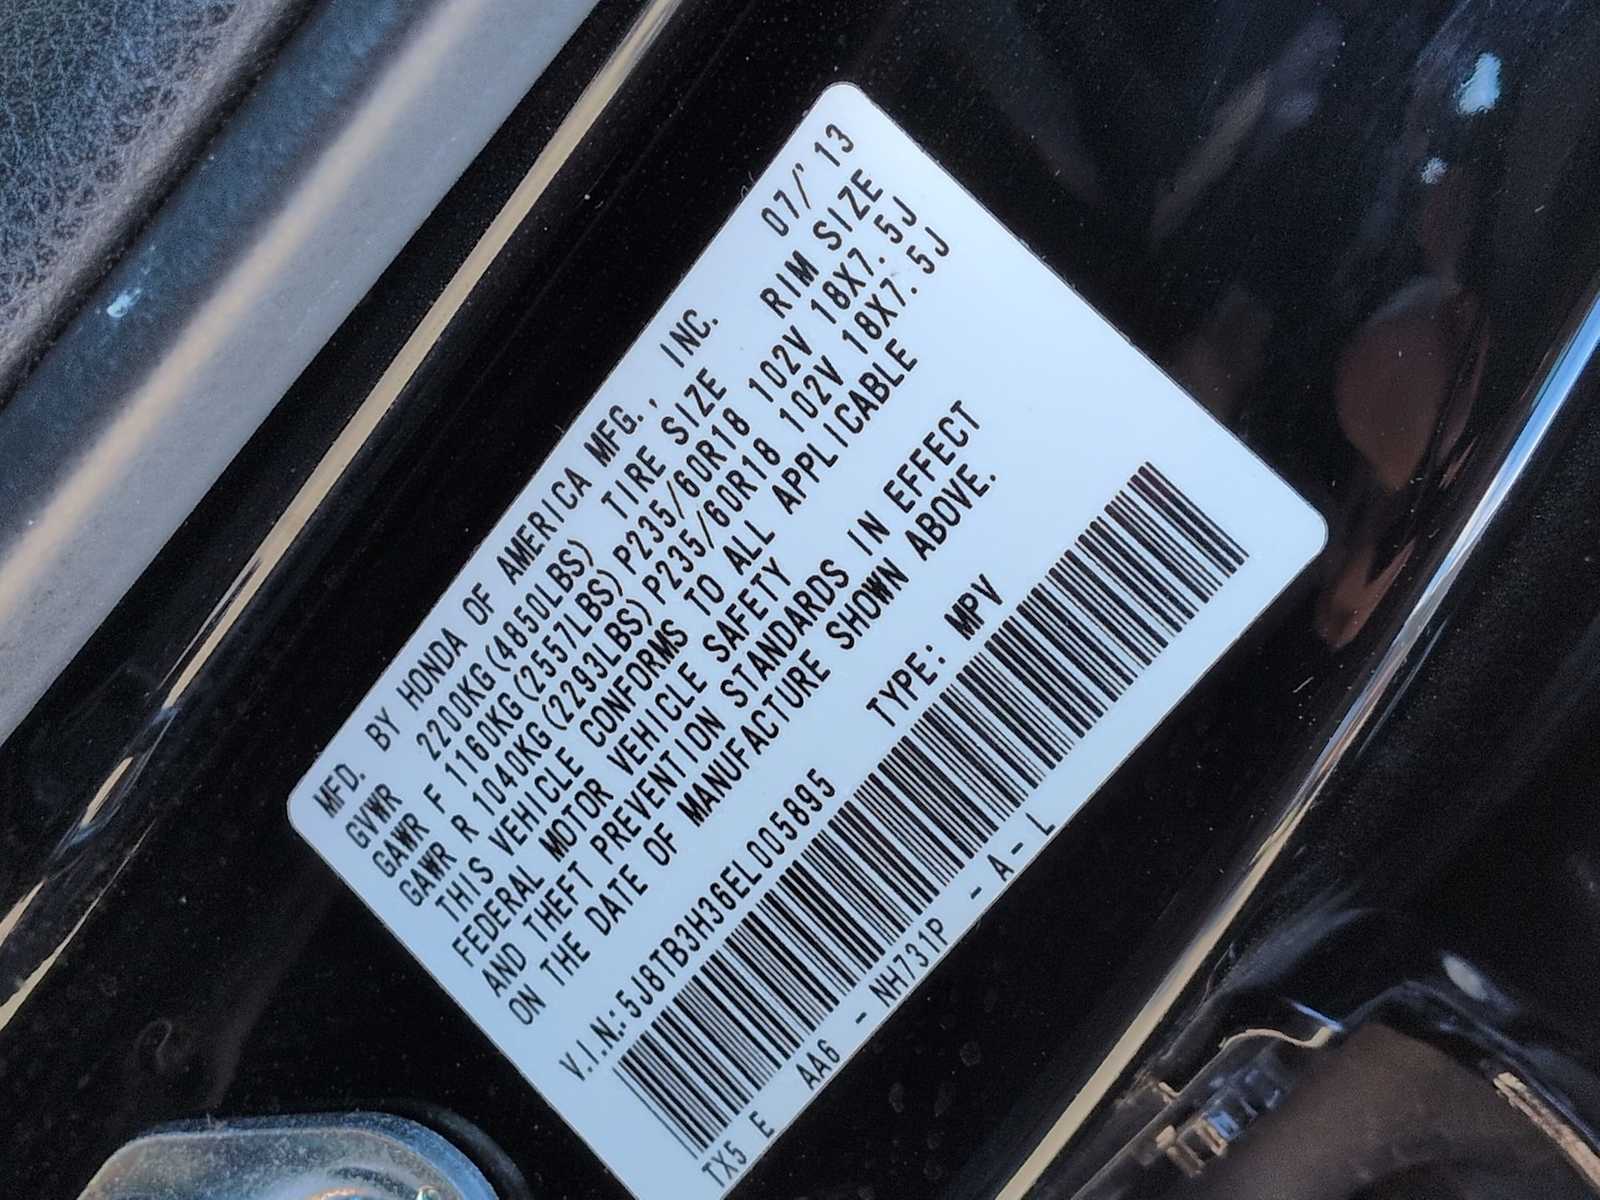 MFD. BY HONDA OF AMERICA MFG., INC. 07/'13
GVWR 2200KG(4850LBS) TIRE SIZE RIM SIZE
GAWR F 1160KG(2557LBS) P235/60R18 102V 18X7.5J
GAWR R 1040KG(2293LBS) P235/60R18 102V 18X7.5J
THIS VEHICLE CONFORMS TO ALL APPLICABLE
FEDERAL MOTOR VEHICLE SAFETY
AND THEFT PREVENTION STANDARDS IN EFFECT
ON THE DATE OF MANUFACTURE SHOWN ABOVE.
V.I.N.:5J8TB3H36EL005895 TYPE: MPV
TX5 E AA6 - NH731P - A- L